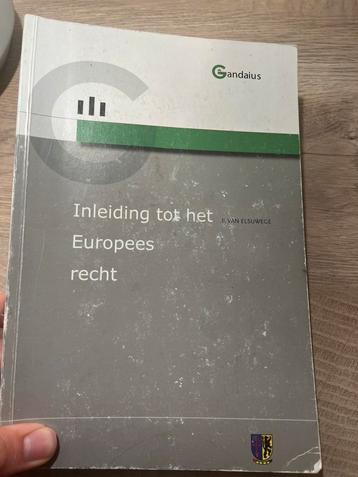 Gandaius
Inleiding tot het
P. VAN ELSUWEGE
Europees
recht